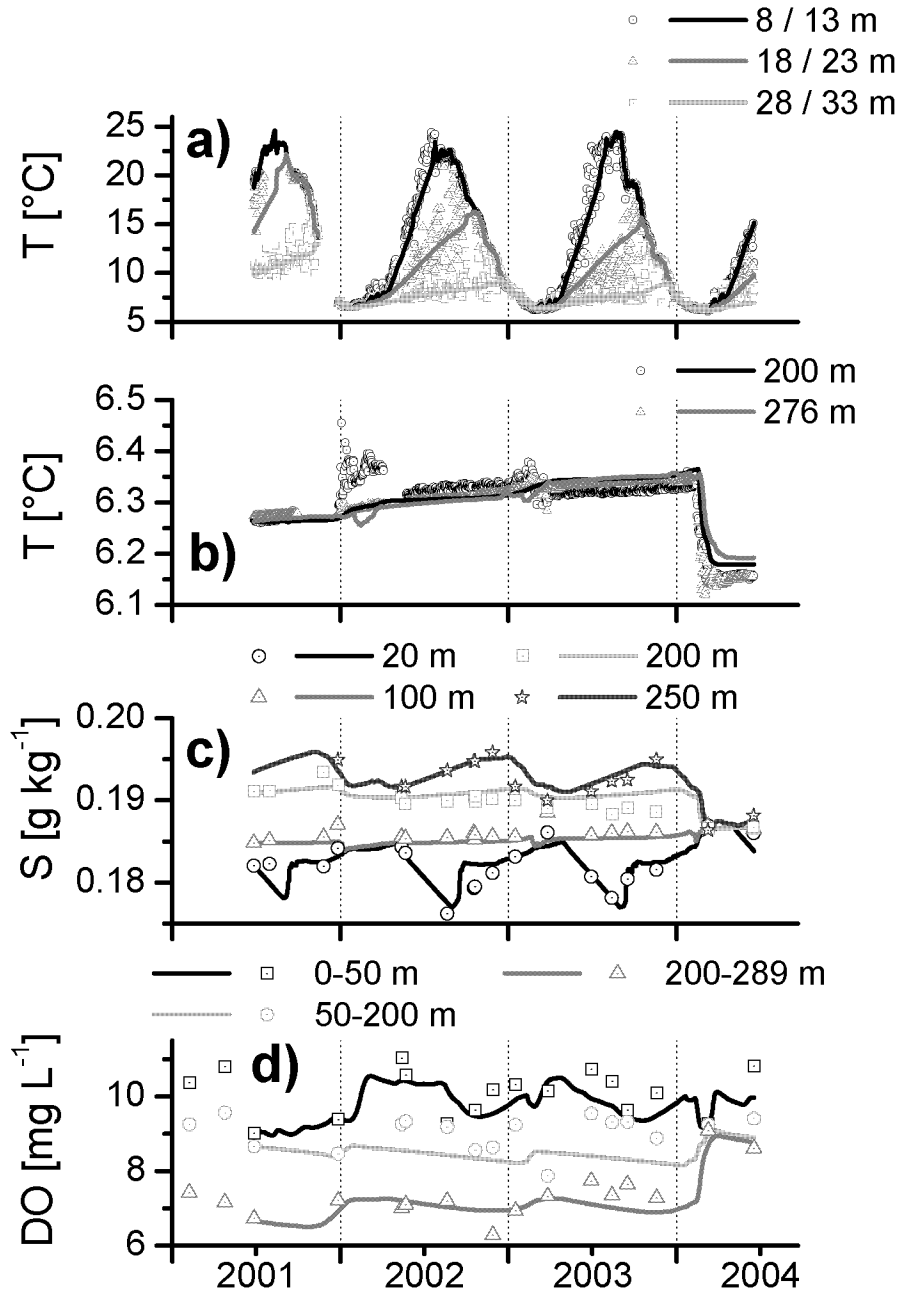 8 / 13 m
18 / 23 m
28 / 33 m
a)
T [°C]
25
20
15
10
5
200 m
276 m
b)
T [°C]
6.5
6.4
6.3
6.2
6.1
20 m
200 m
100 m
250 m
c)
S [g kg⁻¹]
0.20
0.19
0.18
0-50 m
200-289 m
50-200 m
d)
DO [mg L⁻¹]
10
8
6
2001 2002 2003 2004